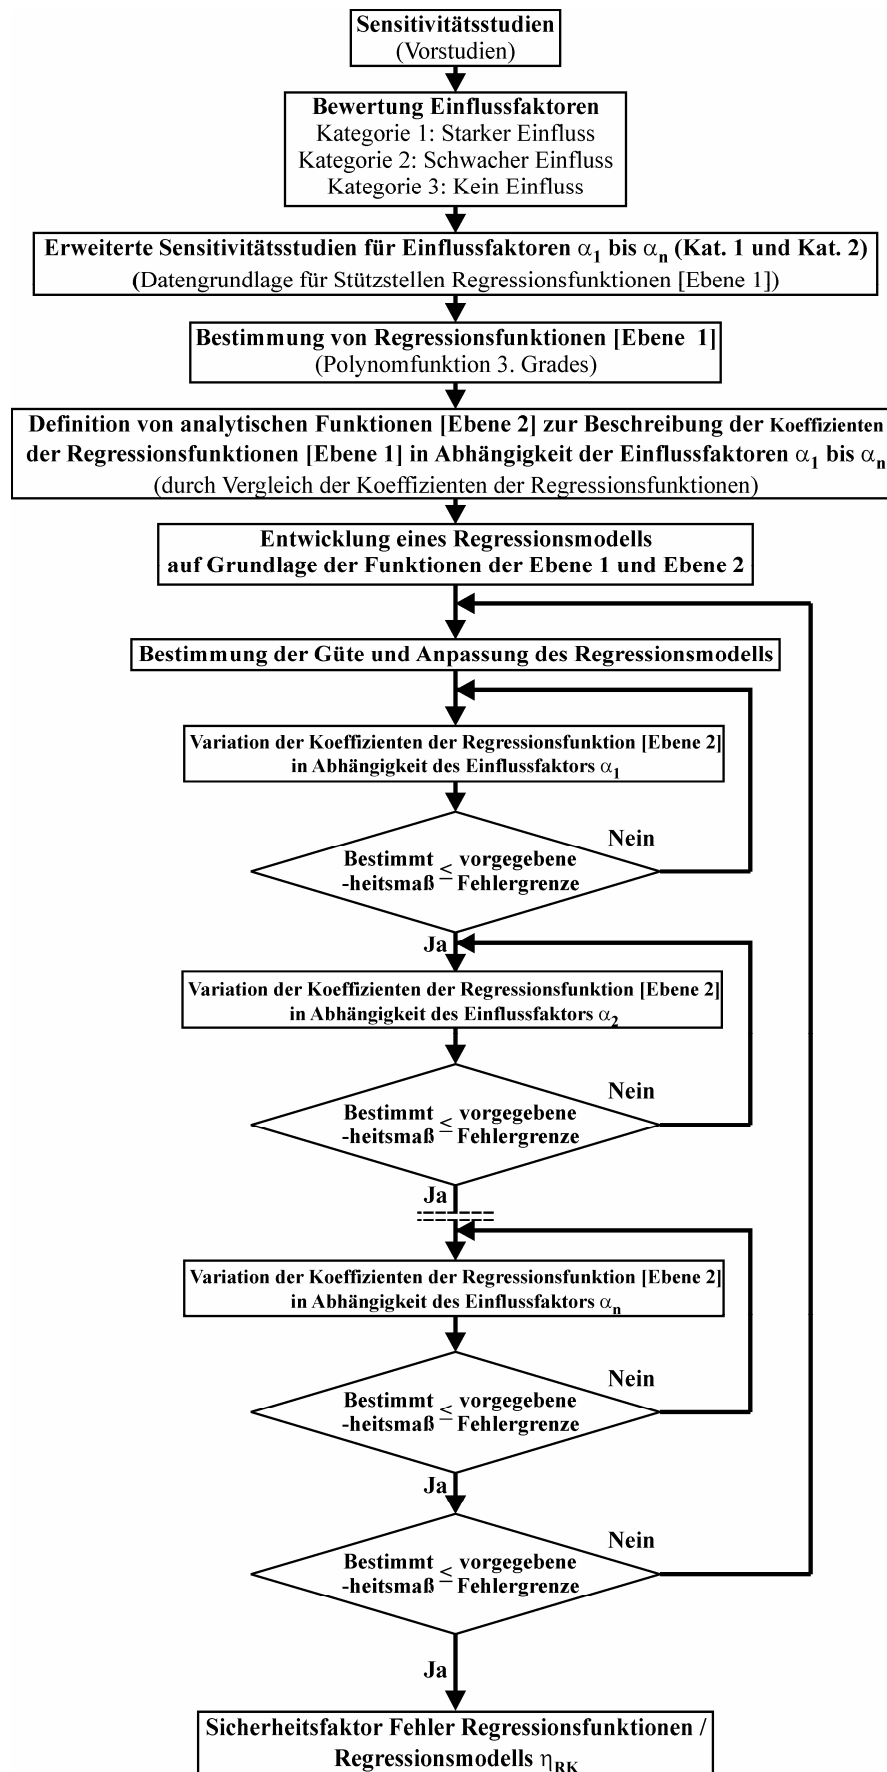 Sensitivitätsstudien
(Vorstudien)
Bewertung Einflussfaktoren
Kategorie 1: Starker Einfluss
Kategorie 2: Schwacher Einfluss
Kategorie 3: Kein Einfluss
Erweiterte Sensitivitätsstudien für Einflussfaktoren α1 bis αn (Kat. 1 und Kat. 2)
(Datengrundlage für Stützstellen Regressionsfunktionen [Ebene 1])
Bestimmung von Regressionsfunktionen [Ebene 1]
(Polynomfunktion 3. Grades)
Definition von analytischen Funktionen [Ebene 2] zur Beschreibung der Koeffizienten
der Regressionsfunktionen [Ebene 1] in Abhängigkeit der Einflussfaktoren α1 bis αn
(durch Vergleich der Koeffizienten der Regressionsfunktionen)
Entwicklung eines Regressionsmodells
auf Grundlage der Funktionen der Ebene 1 und Ebene 2
Bestimmung der Güte und Anpassung des Regressionsmodells
Variation der Koeffizienten der Regressionsfunktion [Ebene 2]
in Abhängigkeit des Einflussfaktors α1
Nein
Bestimmt ≤ vorgegebene
-heitsmaß Fehlergrenze
Ja
Variation der Koeffizienten der Regressionsfunktion [Ebene 2]
in Abhängigkeit des Einflussfaktors α2
Nein
Bestimmt ≤ vorgegebene
-heitsmaß Fehlergrenze
Ja
Variation der Koeffizienten der Regressionsfunktion [Ebene 2]
in Abhängigkeit des Einflussfaktors αn
Nein
Bestimmt ≤ vorgegebene
-heitsmaß Fehlergrenze
Ja
Nein
Bestimmt ≤ vorgegebene
-heitsmaß Fehlergrenze
Ja
Sicherheitsfaktor Fehler Regressionsfunktionen /
Regressionsmodells ηRK